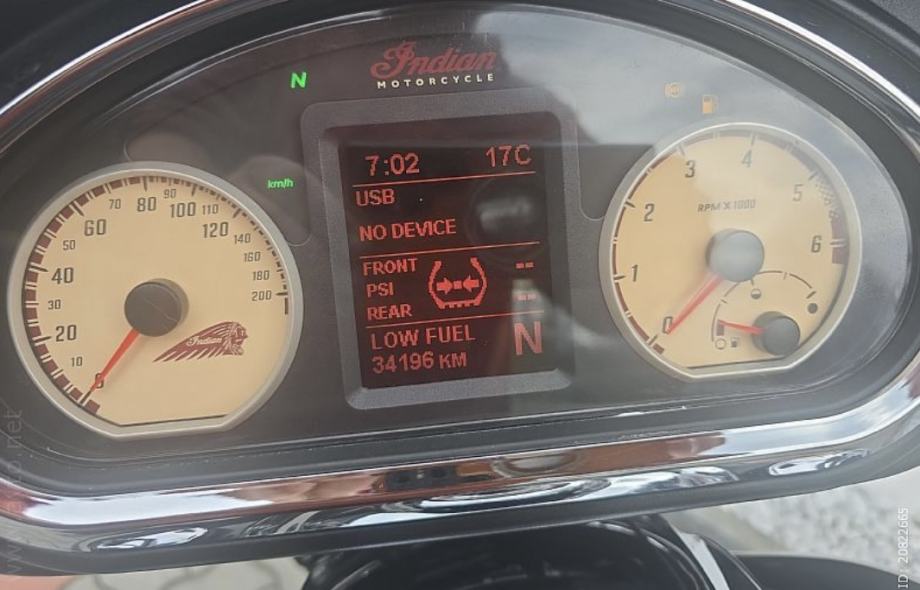 Indian
MOTORCYCLE
N
km/h
7:02 17C
USB
NO DEVICE
FRONT --
PSI
REAR --
LOW FUEL N
34196 KM
0
10
20
30
40
50
60
70
80
90
100
110
120
140
160
180
200
Indian
RPM X 1000
0
1
2
3
4
5
6
ID: 20822665